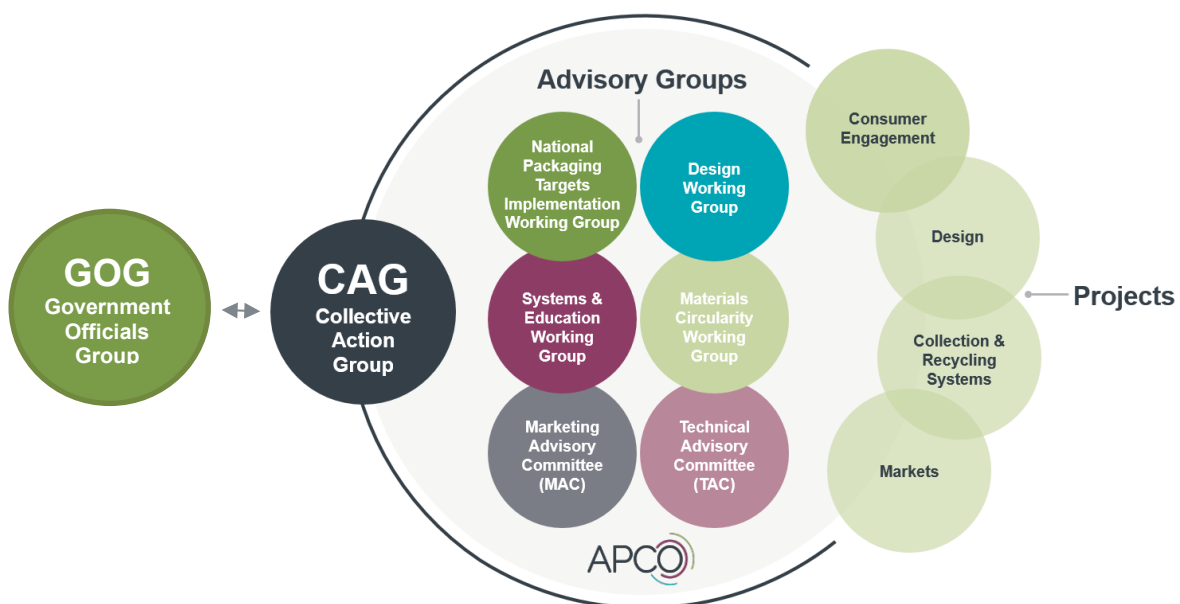 Advisory Groups
GOG
Government
Officials
Group
CAG
Collective
Action
Group
National
Packaging
Targets
Implementation
Working Group
Design
Working
Group
Systems &
Education
Working
Group
Materials
Circularity
Working
Group
Marketing
Advisory
Committee
(MAC)
Technical
Advisory
Committee
(TAC)
APCO
Consumer
Engagement
Design
Collection &
Recycling
Systems
Markets
Projects